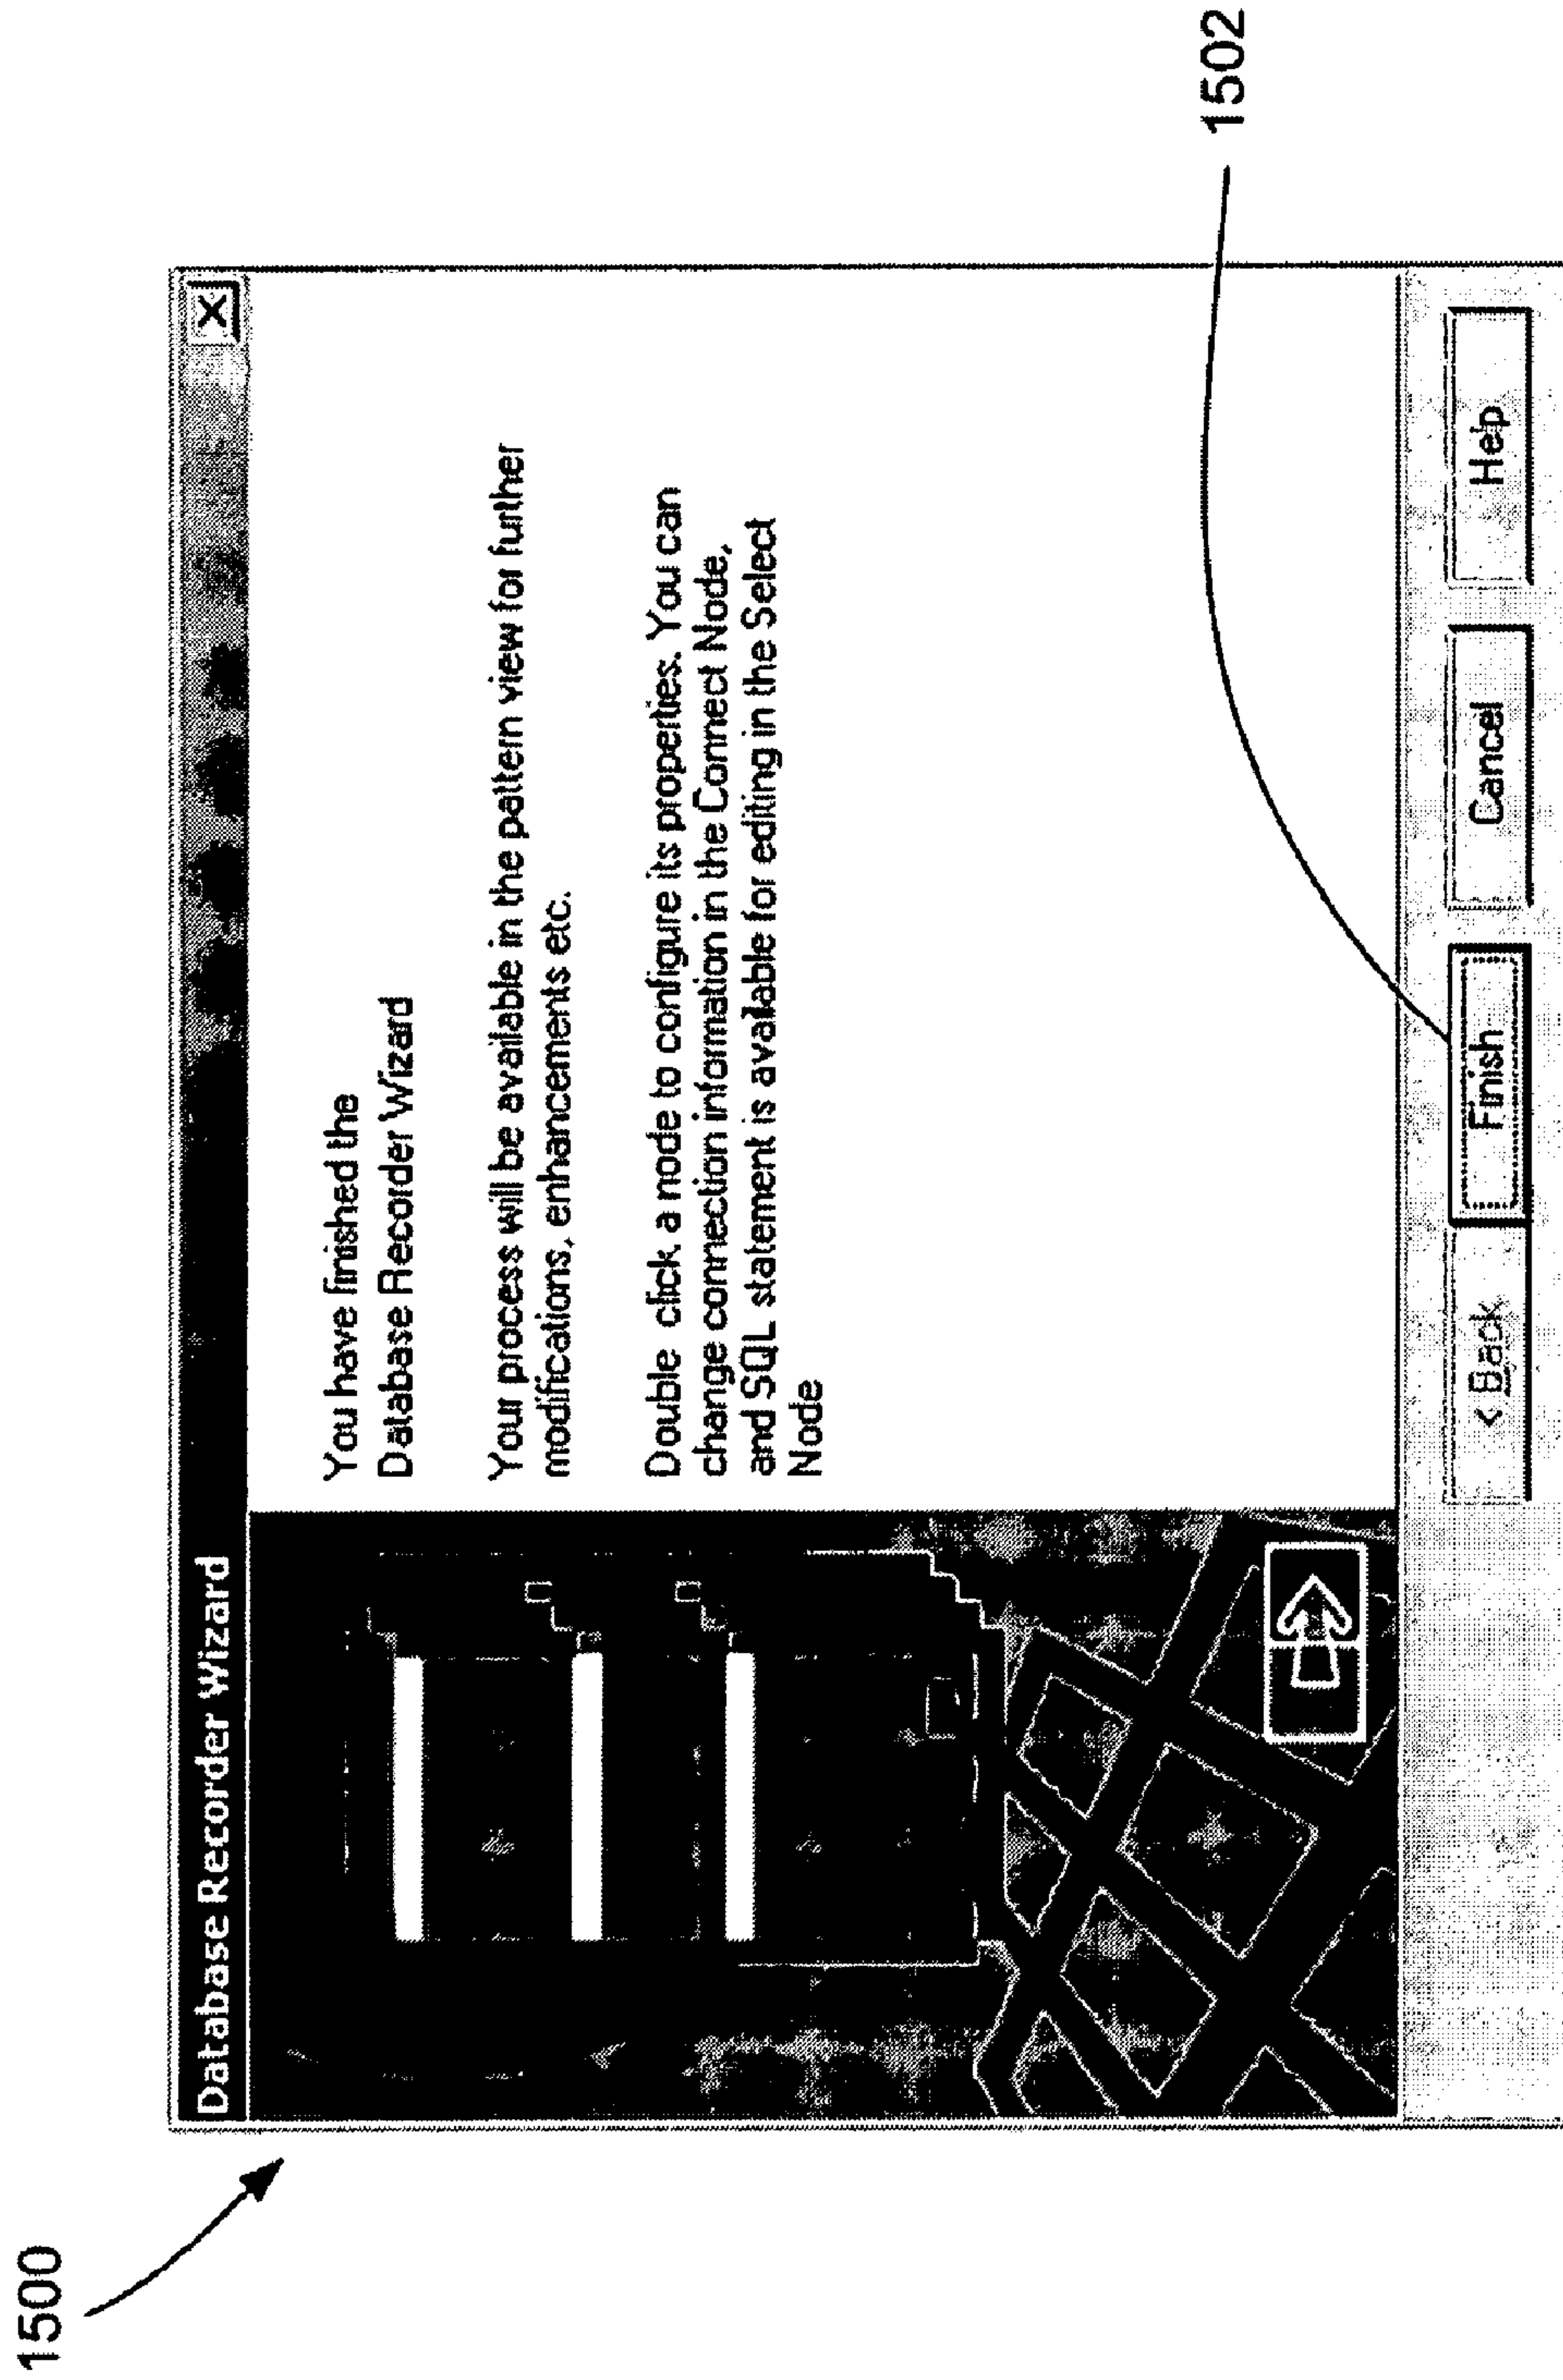 1500
Database Recorder Wizard
You have finished the
Database Recorder Wizard
Your process will be available in the pattern view for further
modifications, enhancements etc.
Double click a node to configure its properties. You can
change connection information in the Connect Node,
and SQL statement is available for editing in the Select
Node
1502
< Back
Finish
Cancel
Help